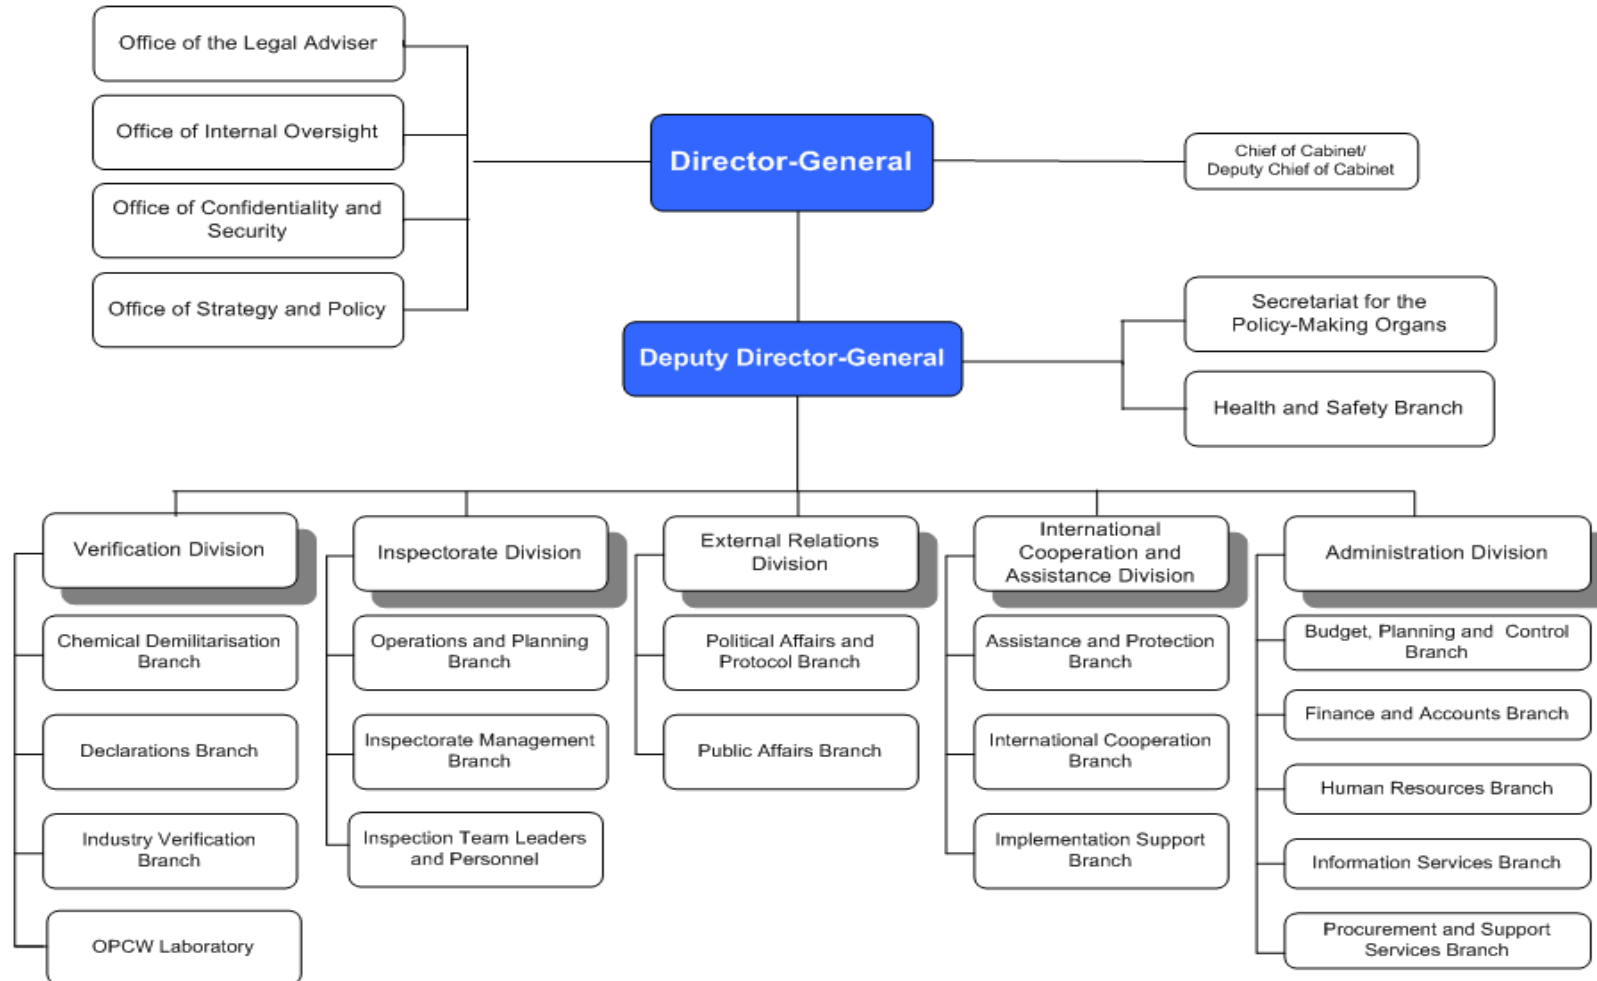 Office of the Legal Adviser
Office of Internal Oversight
Office of Confidentiality and
Security
Office of Strategy and Policy
Director-General
Chief of Cabinet/
Deputy Chief of Cabinet
Deputy Director-General
Secretariat for the
Policy-Making Organs
Health and Safety Branch
Verification Division
Chemical Demilitarisation
Branch
Declarations Branch
Industry Verification
Branch
OPCW Laboratory
Inspectorate Division
Operations and Planning
Branch
Inspectorate Management
Branch
Inspection Team Leaders
and Personnel
External Relations
Division
Political Affairs and
Protocol Branch
Public Affairs Branch
International
Cooperation and
Assistance Division
Assistance and Protection
Branch
International Cooperation
Branch
Implementation Support
Branch
Administration Division
Budget, Planning and Control
Branch
Finance and Accounts Branch
Human Resources Branch
Information Services Branch
Procurement and Support
Services Branch